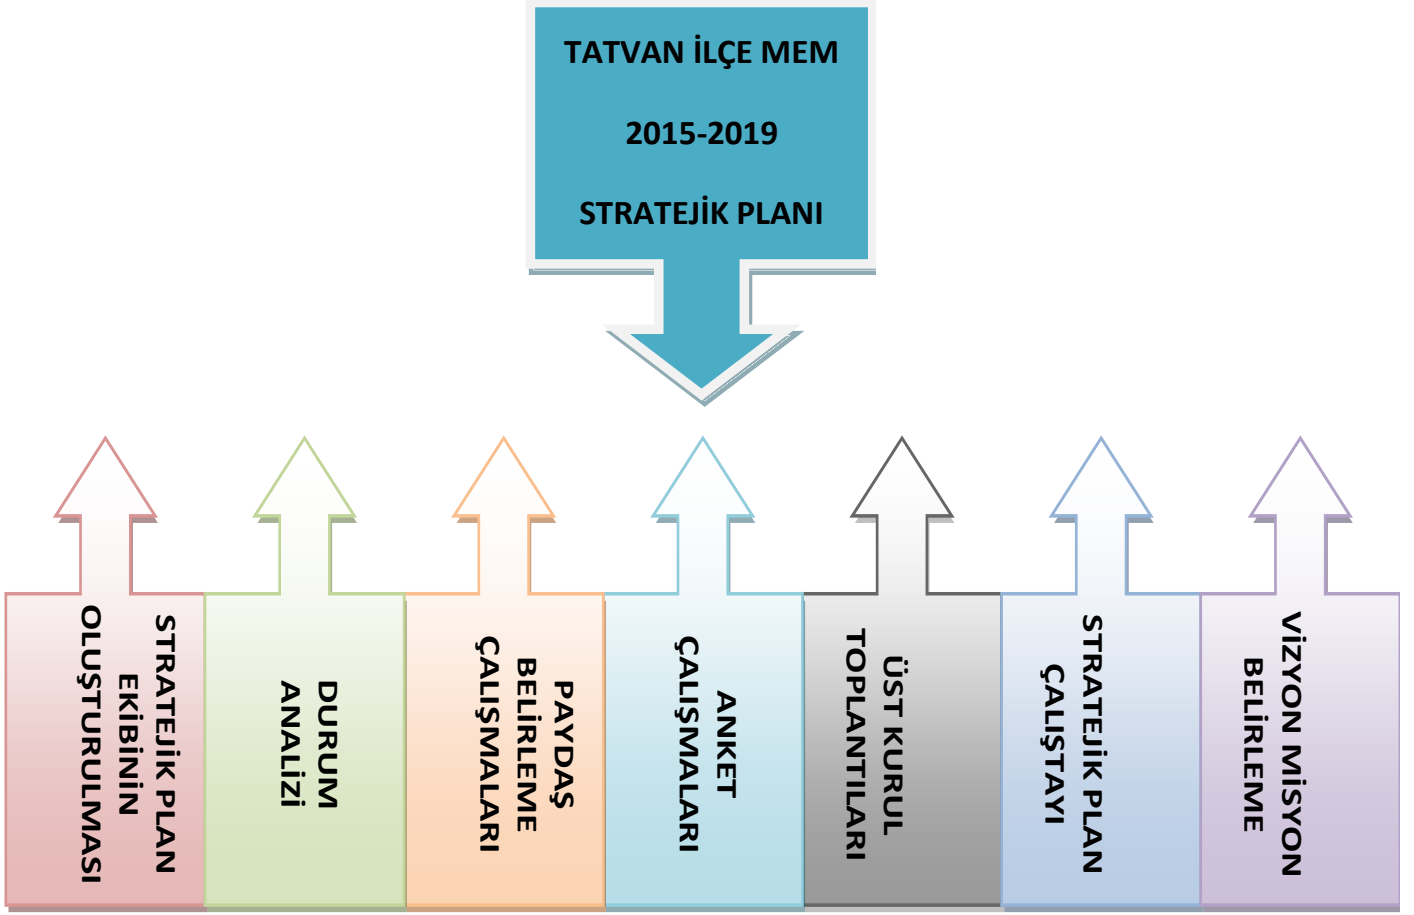 TATVAN İLÇE MEM
2015-2019
STRATEJİK PLANI
STRATEJİK PLAN
EKİBİNİN
OLUŞTURULMASI
DURUM
ANALİZİ
PAYDAŞ
BELİRLEME
ÇALIŞMALARI
ANKET
ÇALIŞMALARI
ÜST KURUL
TOPLANTILARI
STRATEJİK PLAN
ÇALIŞTAYI
VİZYON MİSYON
BELİRLEME